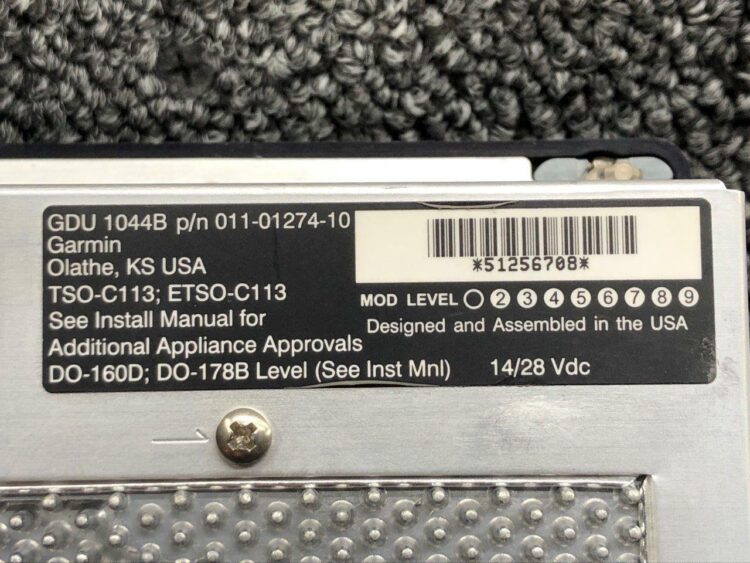 GDU 1044B p/n 011-01274-10
Garmin
Olathe, KS USA
TSO-C113; ETSO-C113
See Install Manual for
Additional Appliance Approvals
DO-160D; DO-178B Level (See Inst Mnl)
*51256708*
MOD LEVEL 2 3 4 5 6 7 8 9
Designed and Assembled in the USA
14/28 Vdc